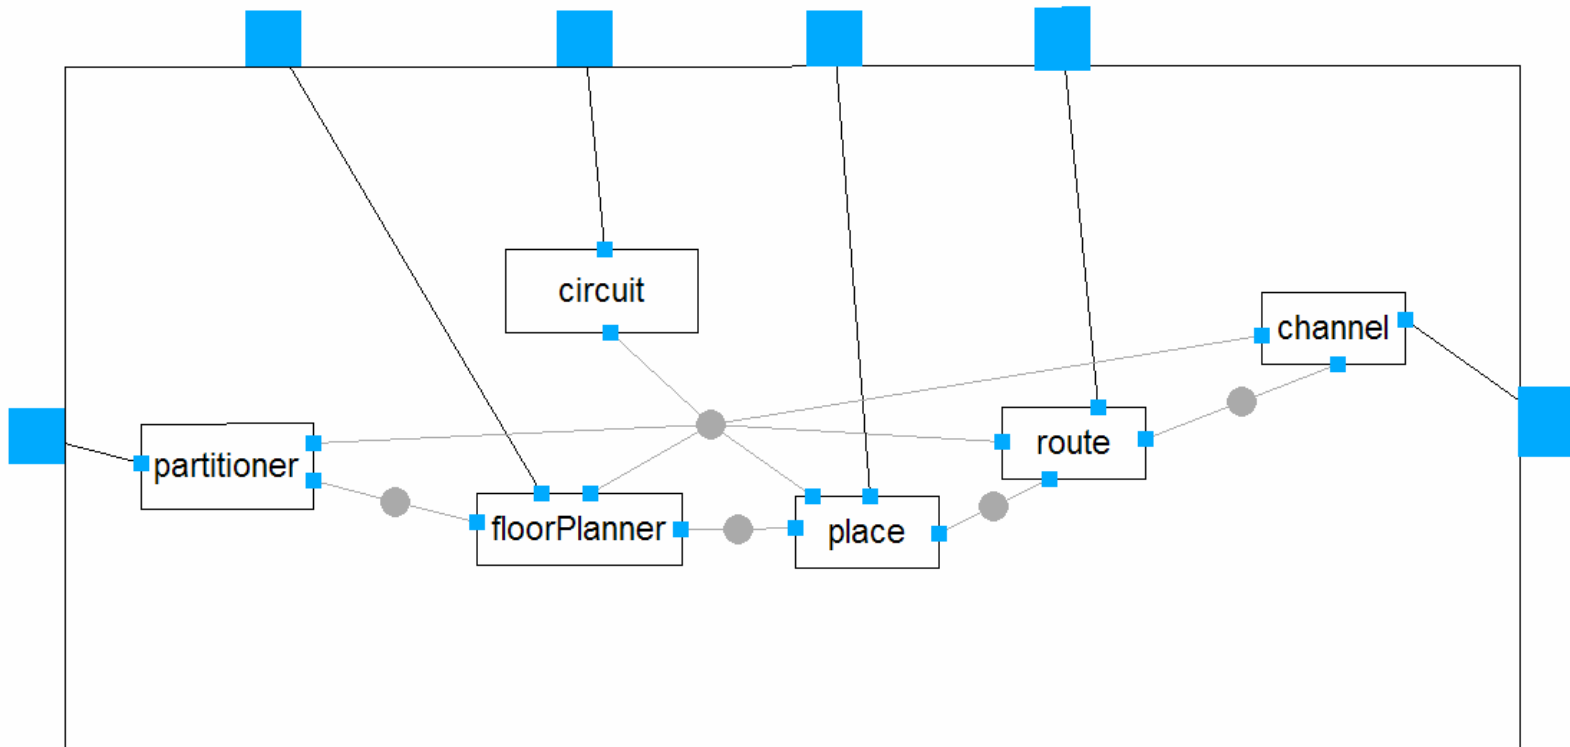 circuit
channel
partitioner
route
floorPlanner
place